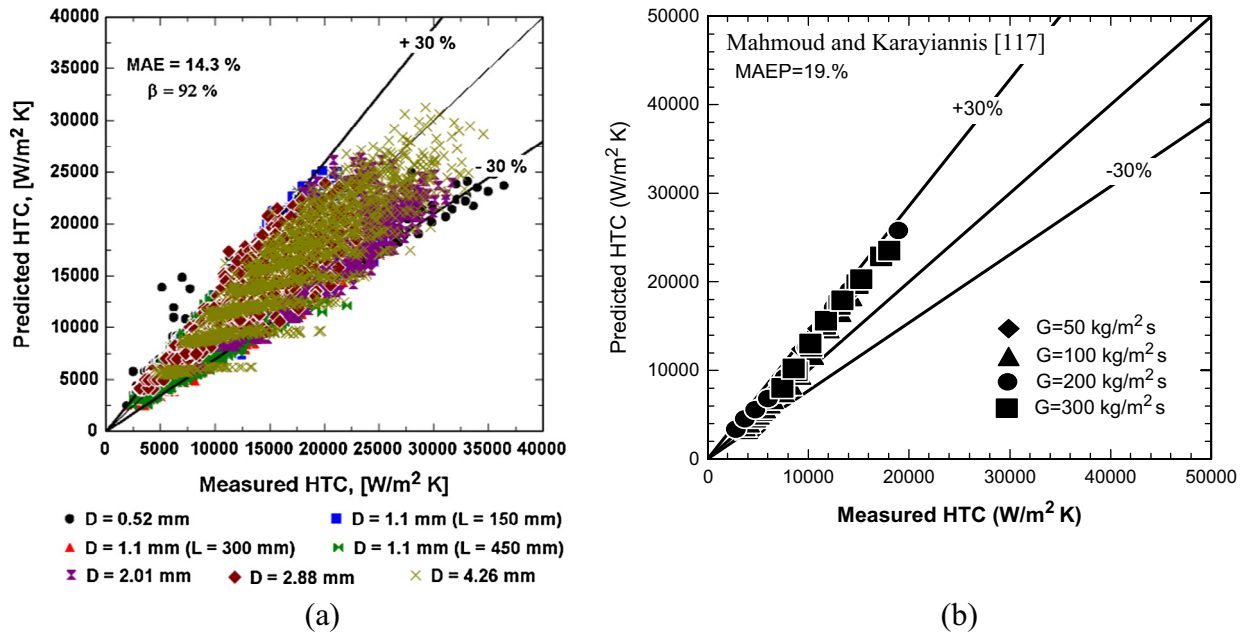 40000
35000
30000
25000
20000
15000
10000
5000
0
Predicted HTC, [W/m² K]
MAE = 14.3 %
β = 92 %
+ 30 %
- 30 %
0 5000 10000 15000 20000 25000 30000 35000 40000
Measured HTC, [W/m² K]
D = 0.52 mm
D = 1.1 mm (L = 150 mm)
D = 1.1 mm (L = 300 mm)
D = 1.1 mm (L = 450 mm)
D = 2.01 mm
D = 2.88 mm
D = 4.26 mm
(a)
50000
40000
30000
20000
10000
0
Predicted HTC (W/m² K)
Mahmoud and Karayiannis [117]
MAEP=19.%
+30%
-30%
G=50 kg/m² s
G=100 kg/m² s
G=200 kg/m² s
G=300 kg/m² s
0 10000 20000 30000 40000 50000
Measured HTC (W/m² K)
(b)